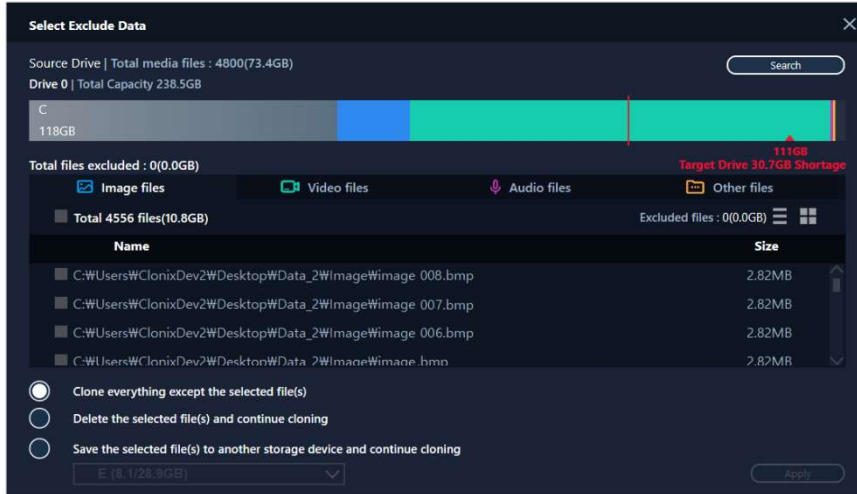 Select Exclude Data
Source Drive | Total media files : 4800(73.4GB)
Search
Drive 0 | Total Capacity 238.5GB
C
118GB
111GB
Total files excluded : 0(0.0GB)
Target Drive 30.7GB Shortage
Image files
Video files
Audio files
Other files
Total 4556 files(10.8GB)
Excluded files : 0(0.0GB)
Name
Size
C:₩Users₩ClonixDev2₩Desktop₩Data_2₩Image₩image 008.bmp
2.82MB
C:₩Users₩ClonixDev2₩Desktop₩Data_2₩Image₩image 007.bmp
2.82MB
C:₩Users₩ClonixDev2₩Desktop₩Data_2₩Image₩image 006.bmp
2.82MB
C:₩Users₩ClonixDev2₩Desktop₩Data_2₩Image₩image .bmp
2.82MB
Clone everything except the selected file(s)
Delete the selected file(s) and continue cloning
Save the selected file(s) to another storage device and continue cloning
E (8.1/28.9GB)
Apply